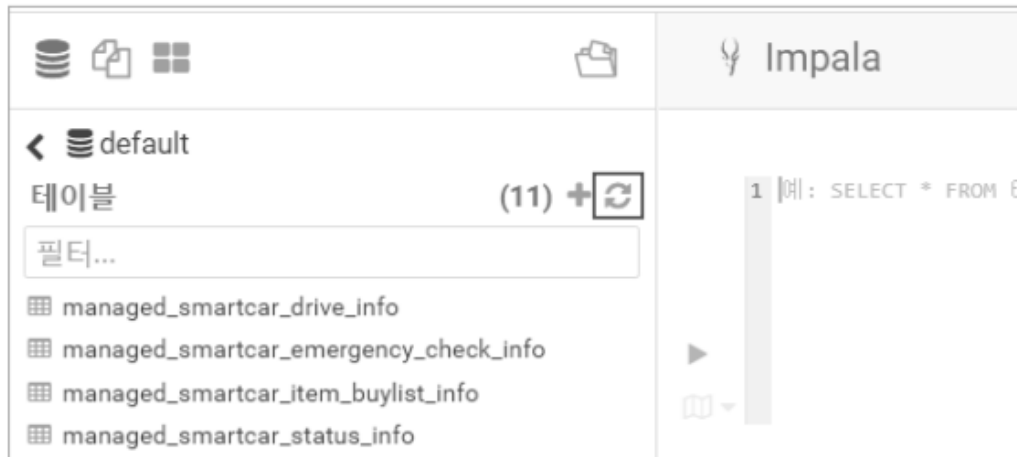 Impala
default
테이블 (11)
필터...
managed_smartcar_drive_info
managed_smartcar_emergency_check_info
managed_smartcar_item_buylist_info
managed_smartcar_status_info
1 예: SELECT * FROM